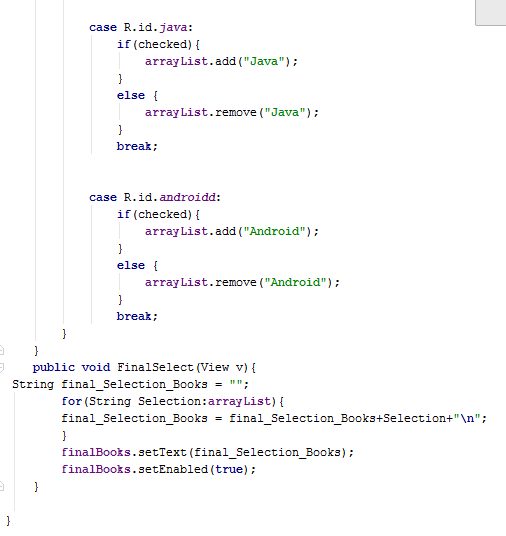 case R.id.java:
if(checked){
arrayList.add("Java");
}
else {
arrayList.remove("Java");
}
break;
case R.id.androidd:
if(checked){
arrayList.add("Android");
}
else {
arrayList.remove("Android");
}
break;
}
}
public void FinalSelect(View v){
String final_Selection_Books = "";
for(String Selection:arrayList){
final_Selection_Books = final_Selection_Books+Selection+"\n";
}
finalBooks.setText(final_Selection_Books);
finalBooks.setEnabled(true);
}
}